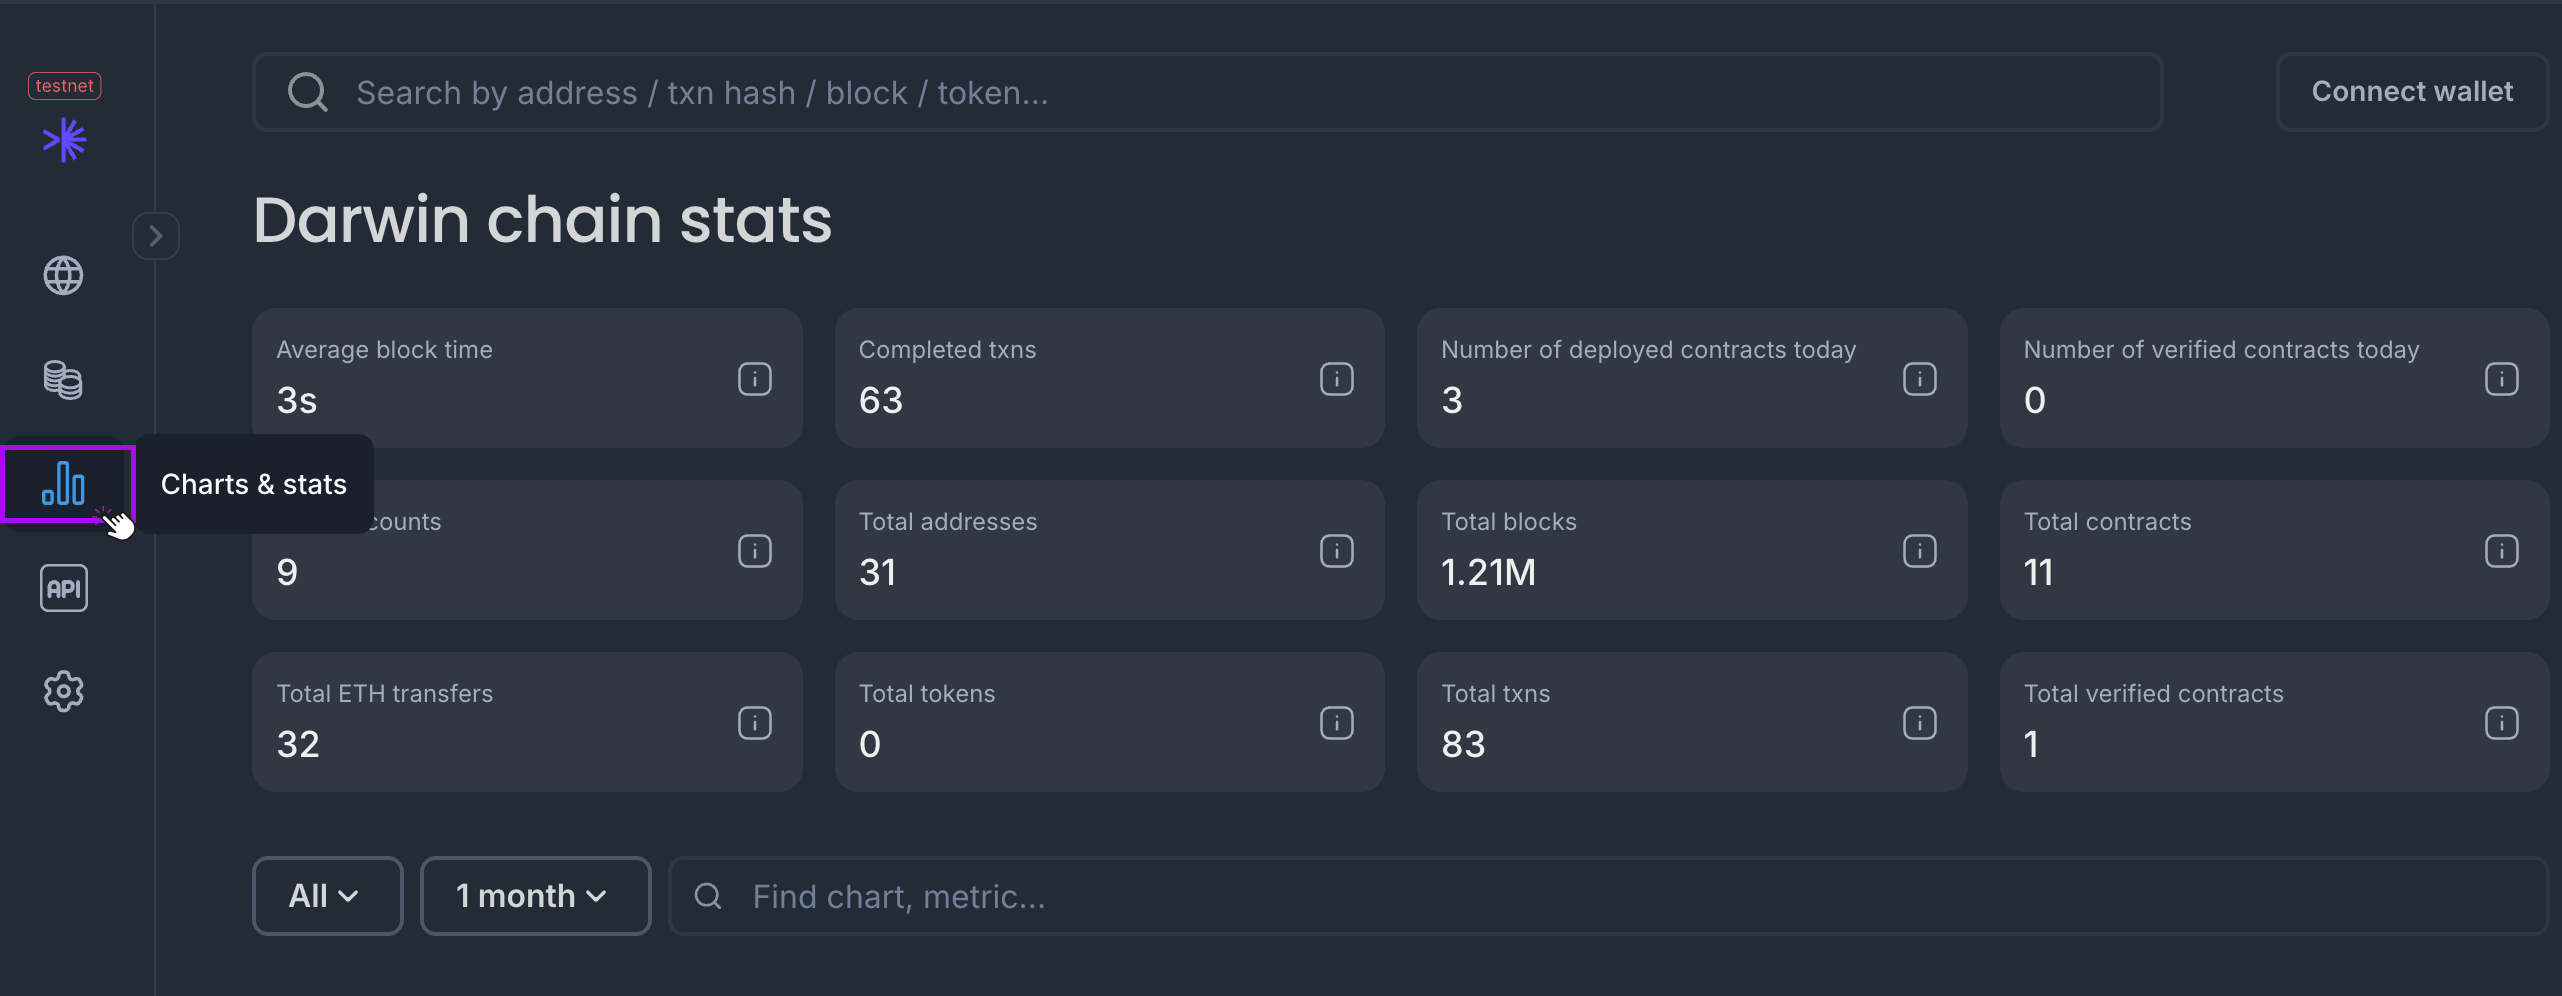 testnet
Search by address / txn hash / block / token...
Connect wallet
Darwin chain stats
Average block time
3s
Completed txns
63
Number of deployed contracts today
3
Number of verified contracts today
0
Charts & stats
counts
9
Total addresses
31
Total blocks
1.21M
Total contracts
11
API
Total ETH transfers
32
Total tokens
0
Total txns
83
Total verified contracts
1
All
1 month
Find chart, metric...